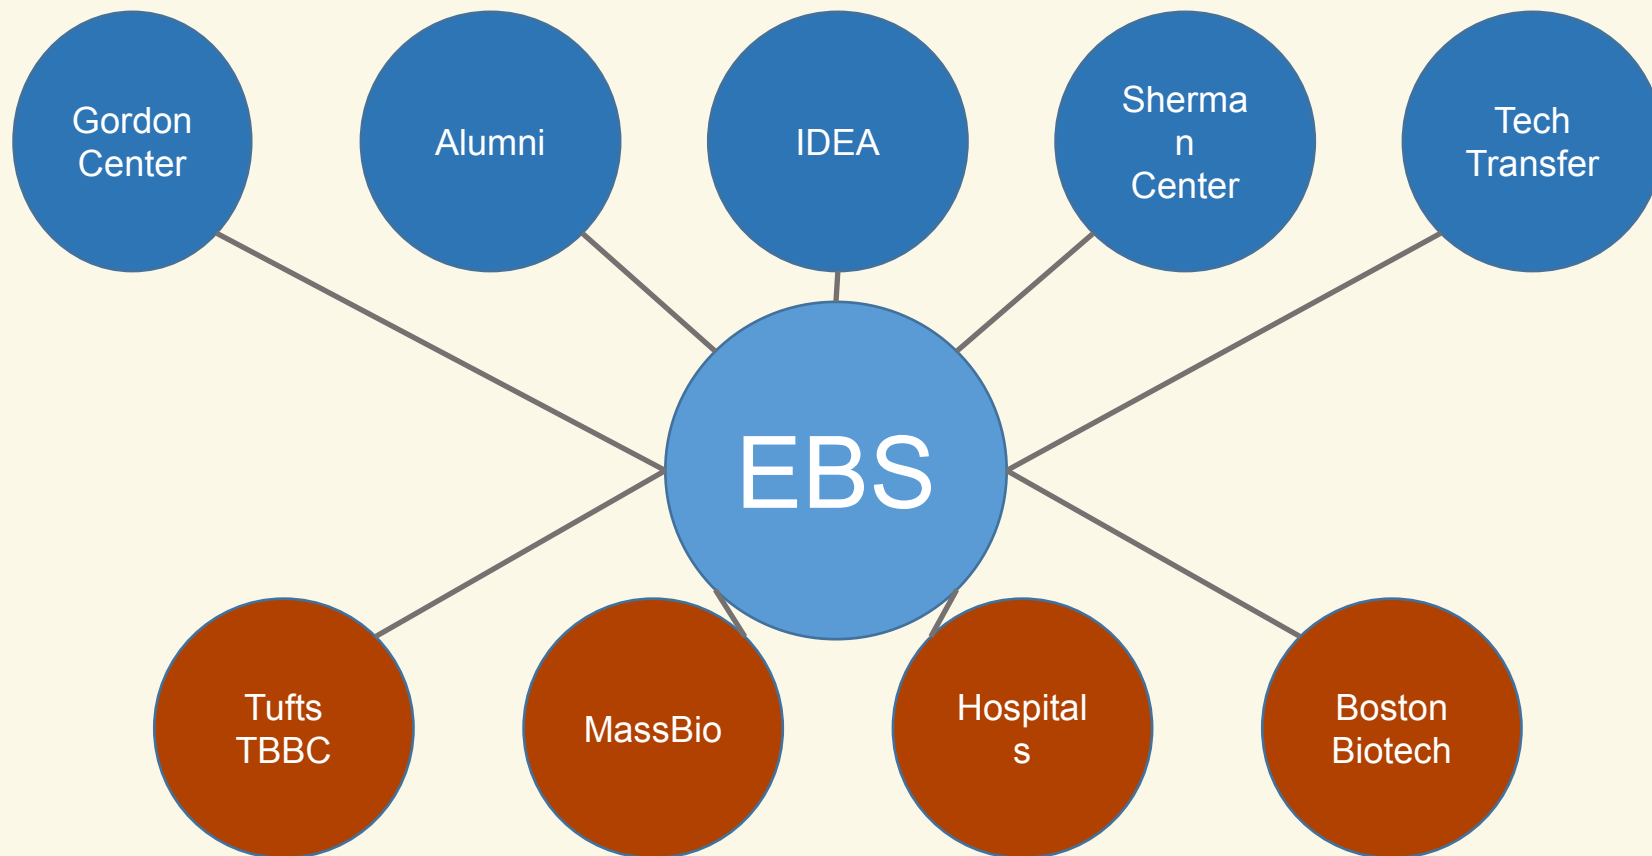 Gordon
Center
Alumni
IDEA
Sherma
n
Center
Tech
Transfer
EBS
Tufts
TBBC
MassBio
Hospital
s
Boston
Biotech